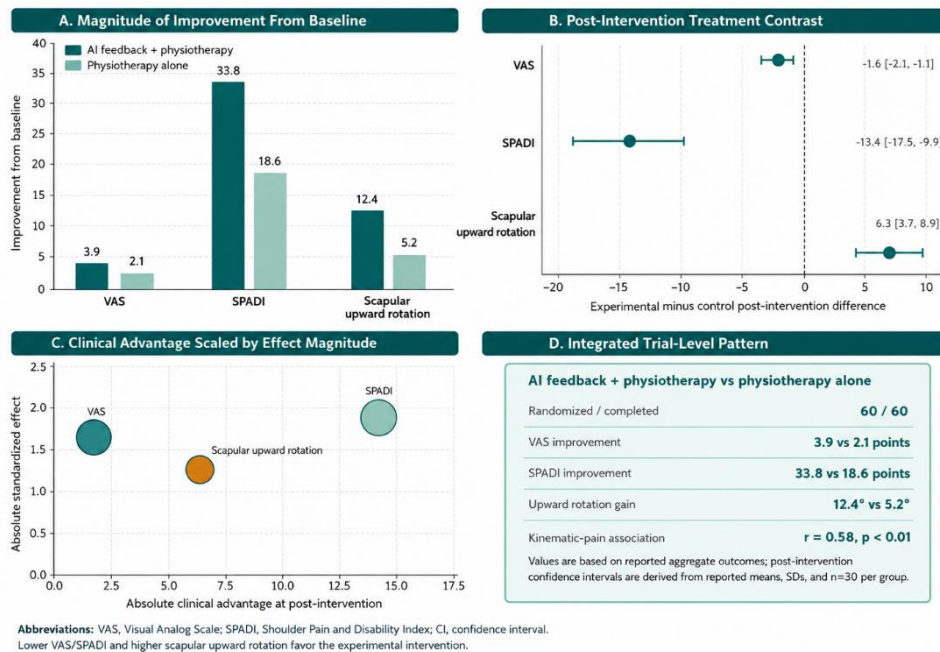 A. Magnitude of Improvement From Baseline
AI feedback + physiotherapy
Physiotherapy alone
Improvement from baseline
40
35
30
25
20
15
10
5
0
3.9
2.1
33.8
18.6
12.4
5.2
VAS
SPADI
Scapular
upward rotation
B. Post-Intervention Treatment Contrast
VAS
-1.6 [-2.1, -1.1]
SPADI
-13.4 [-17.5, -9.9]
Scapular
upward rotation
6.3 [3.7, 8.9]
-20
-15
-10
-5
0
5
10
Experimental minus control post-intervention difference
C. Clinical Advantage Scaled by Effect Magnitude
Absolute standardized effect
2.5
2.0
1.5
1.0
0.5
0.0
VAS
SPADI
Scapular upward rotation
0.0
2.5
5.0
7.5
10.0
12.5
15.0
17.5
Absolute clinical advantage at post-intervention
D. Integrated Trial-Level Pattern
AI feedback + physiotherapy vs physiotherapy alone
Randomized / completed 60 / 60
VAS improvement 3.9 vs 2.1 points
SPADI improvement 33.8 vs 18.6 points
Upward rotation gain 12.4° vs 5.2°
Kinematic-pain association r = 0.58, p < 0.01
Values are based on reported aggregate outcomes; post-intervention
confidence intervals are derived from reported means, SDs, and n=30 per group.
Abbreviations: VAS, Visual Analog Scale; SPADI, Shoulder Pain and Disability Index; CI, confidence interval.
Lower VAS/SPADI and higher scapular upward rotation favor the experimental intervention.